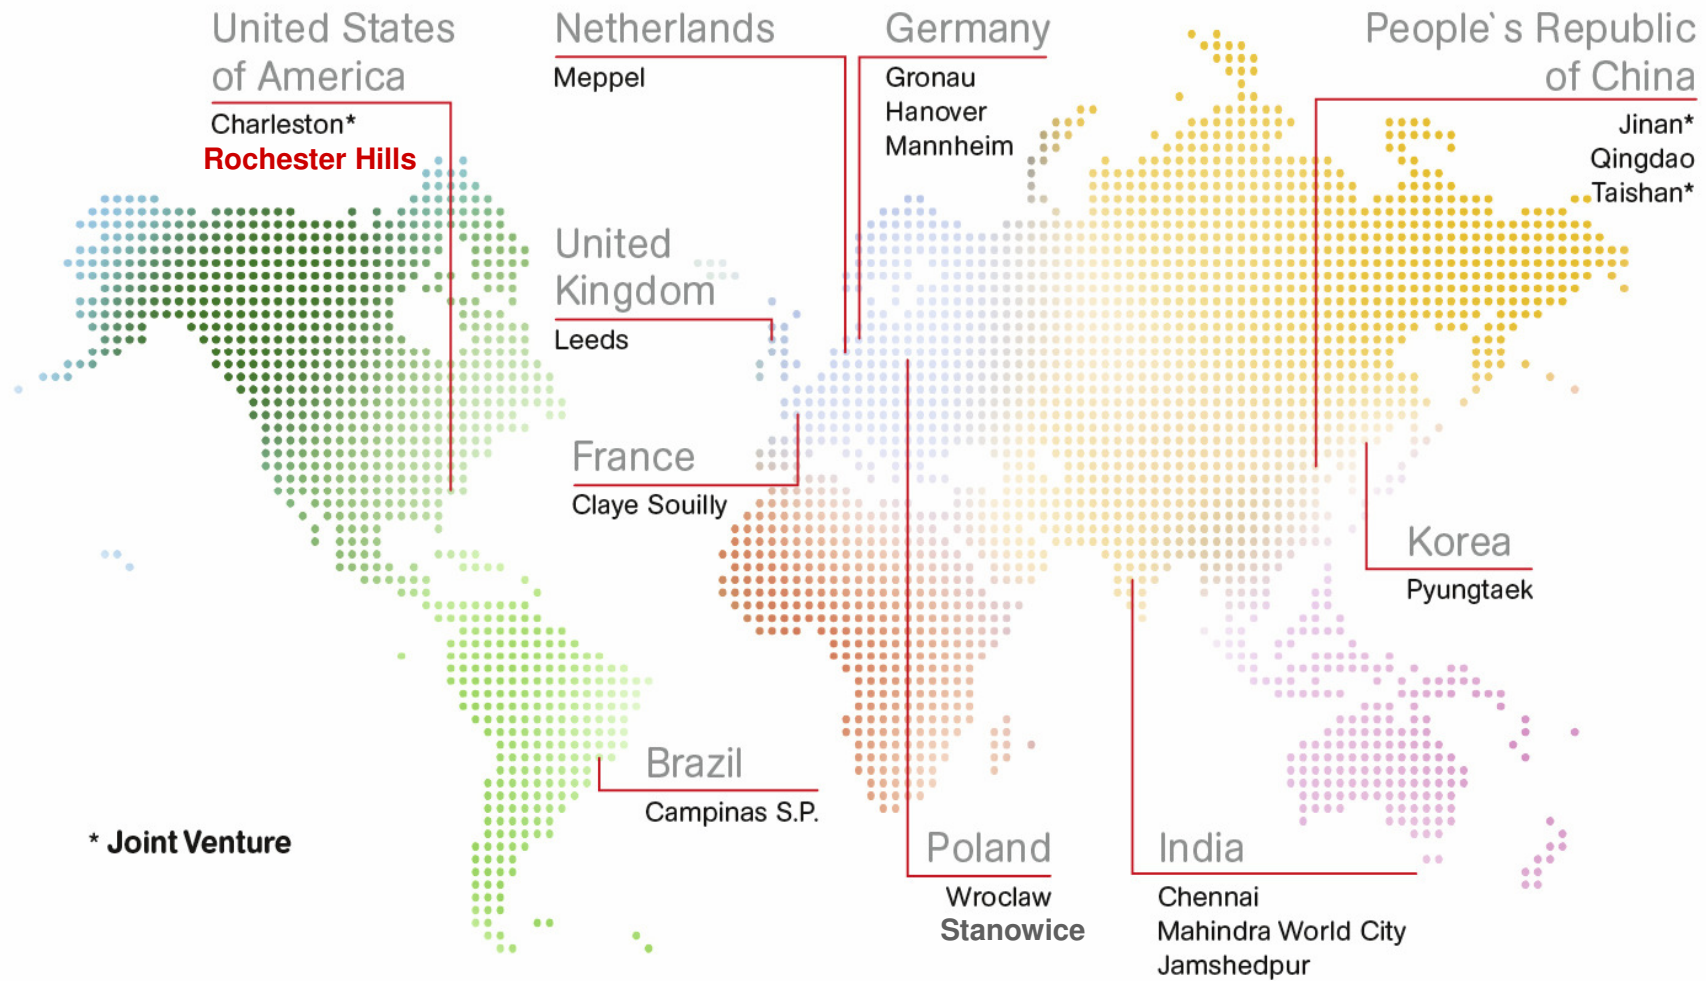 United States
of America
Charleston*
Rochester Hills
Netherlands
Meppel
Germany
Gronau
Hanover
Mannheim
People`s Republic
of China
Jinan*
Qingdao
Taishan*
United
Kingdom
Leeds
France
Claye Souilly
Korea
Pyungtaek
Brazil
Campinas S.P.
* Joint Venture
Poland
Wroclaw
Stanowice
India
Chennai
Mahindra World City
Jamshedpur